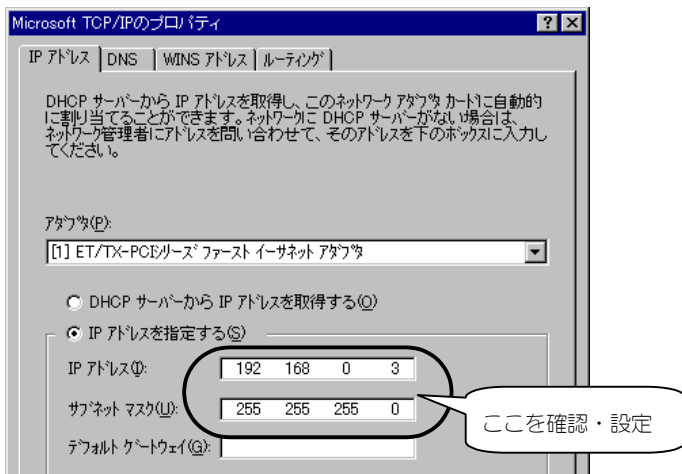 Microsoft TCP/IPのプロパティ
IP アドレス DNS WINS アドレス ルーティング
DHCP サーバーから IP アドレスを取得し、このネットワーク アダプタ カードに自動的
に割り当てることができます。ネットワークに DHCP サーバーがない場合は、
ネットワーク管理者にアドレスを問い合わせて、そのアドレスを下のボックスに入力し
てください。
アダプタ(P):
[1] ET/TX-PCIシリーズ ファースト イーサネット アダプタ
DHCP サーバーから IP アドレスを取得する(O)
IP アドレスを指定する(S)
IP アドレス(I): 192 168 0 3
サブネット マスク(U): 255 255 255 0
ここを確認・設定
デフォルト ゲートウェイ(G):